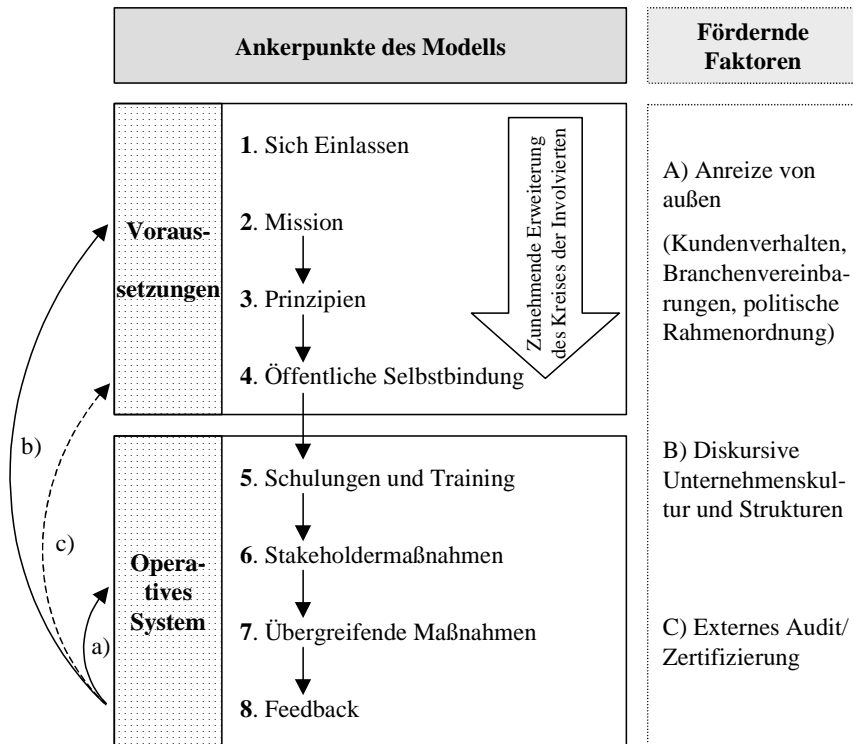 Ankerpunkte des Modells
Fördernde
Faktoren
Voraus-
setzungen
1. Sich Einlassen
2. Mission
3. Prinzipien
4. Öffentliche Selbstbindung
Zunehmende Erweiterung
des Kreises der Involvierten
A) Anreize von
außen
(Kundenverhalten,
Branchenvereinba-
rungen, politische
Rahmenordnung)
b)
c)
a)
Opera-
tives
System
5. Schulungen und Training
6. Stakeholdermaßnahmen
7. Übergreifende Maßnahmen
8. Feedback
B) Diskursive
Unternehmenskul-
tur und Strukturen
C) Externes Audit/
Zertifizierung